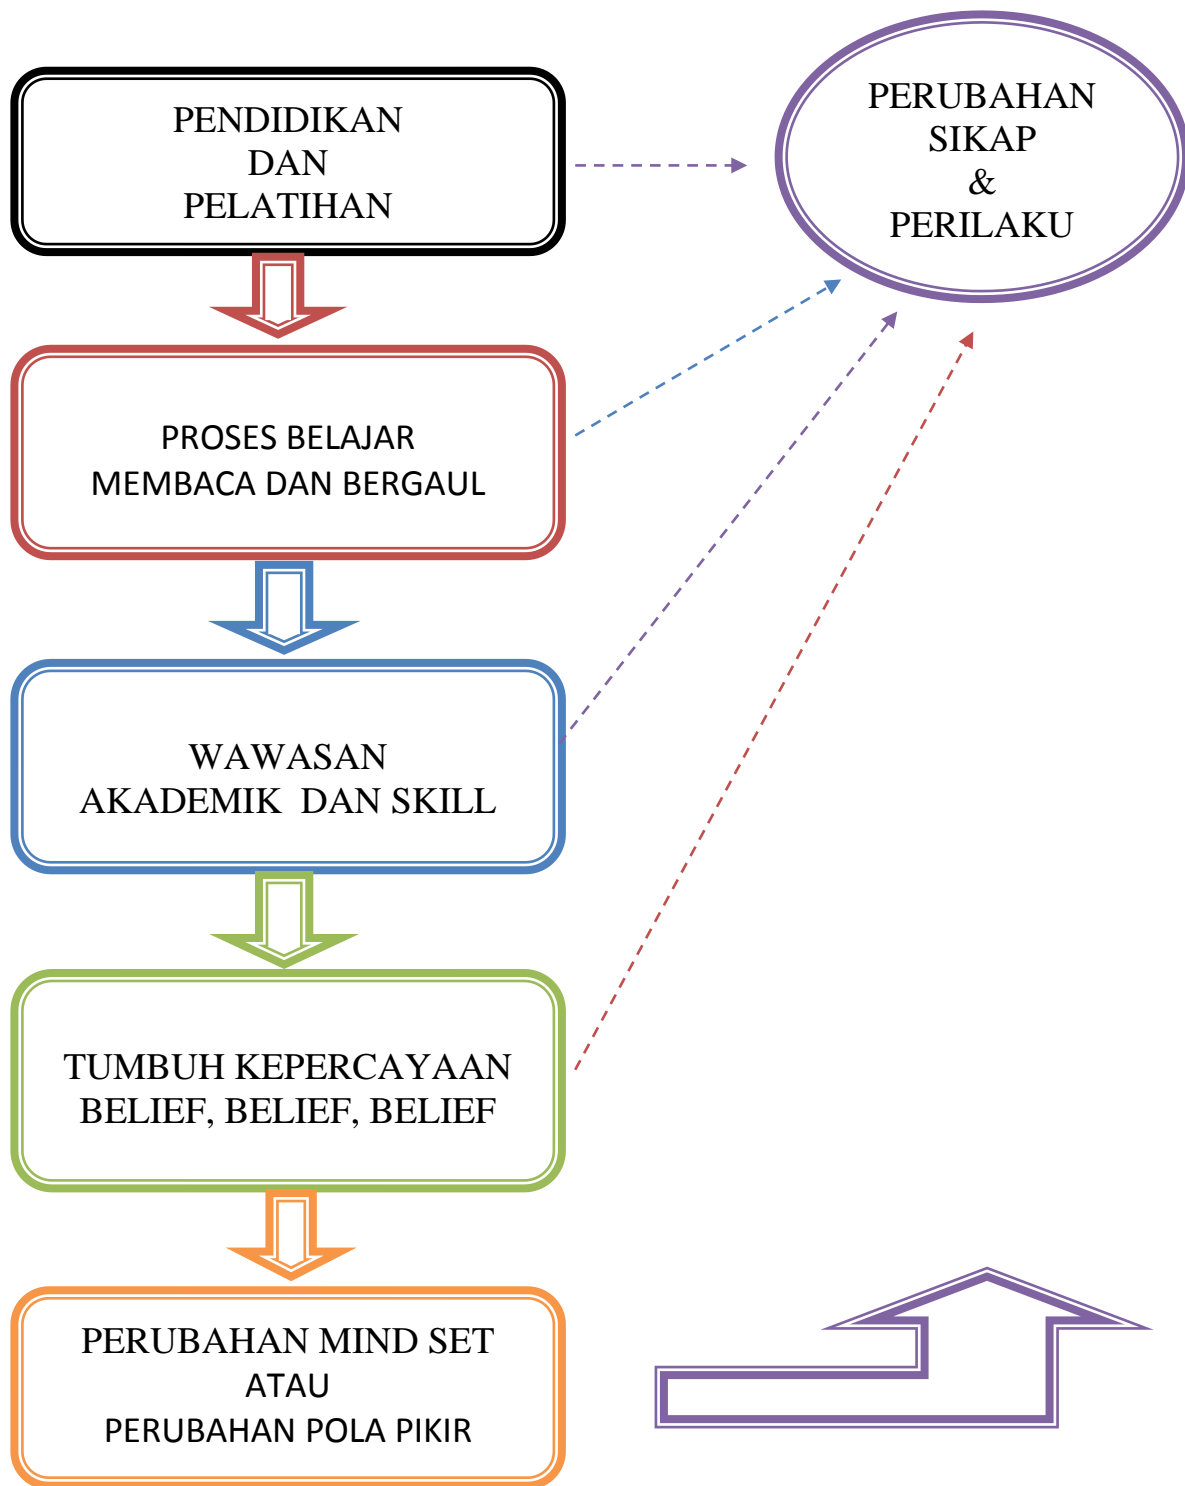 PENDIDIKAN
DAN
PELATIHAN
PERUBAHAN
SIKAP
&
PERILAKU
PROSES BELAJAR
MEMBACA DAN BERGAUL
WAWASAN
AKADEMIK  DAN SKILL
TUMBUH KEPERCAYAAN
BELIEF, BELIEF, BELIEF
PERUBAHAN MIND SET
ATAU
PERUBAHAN POLA PIKIR